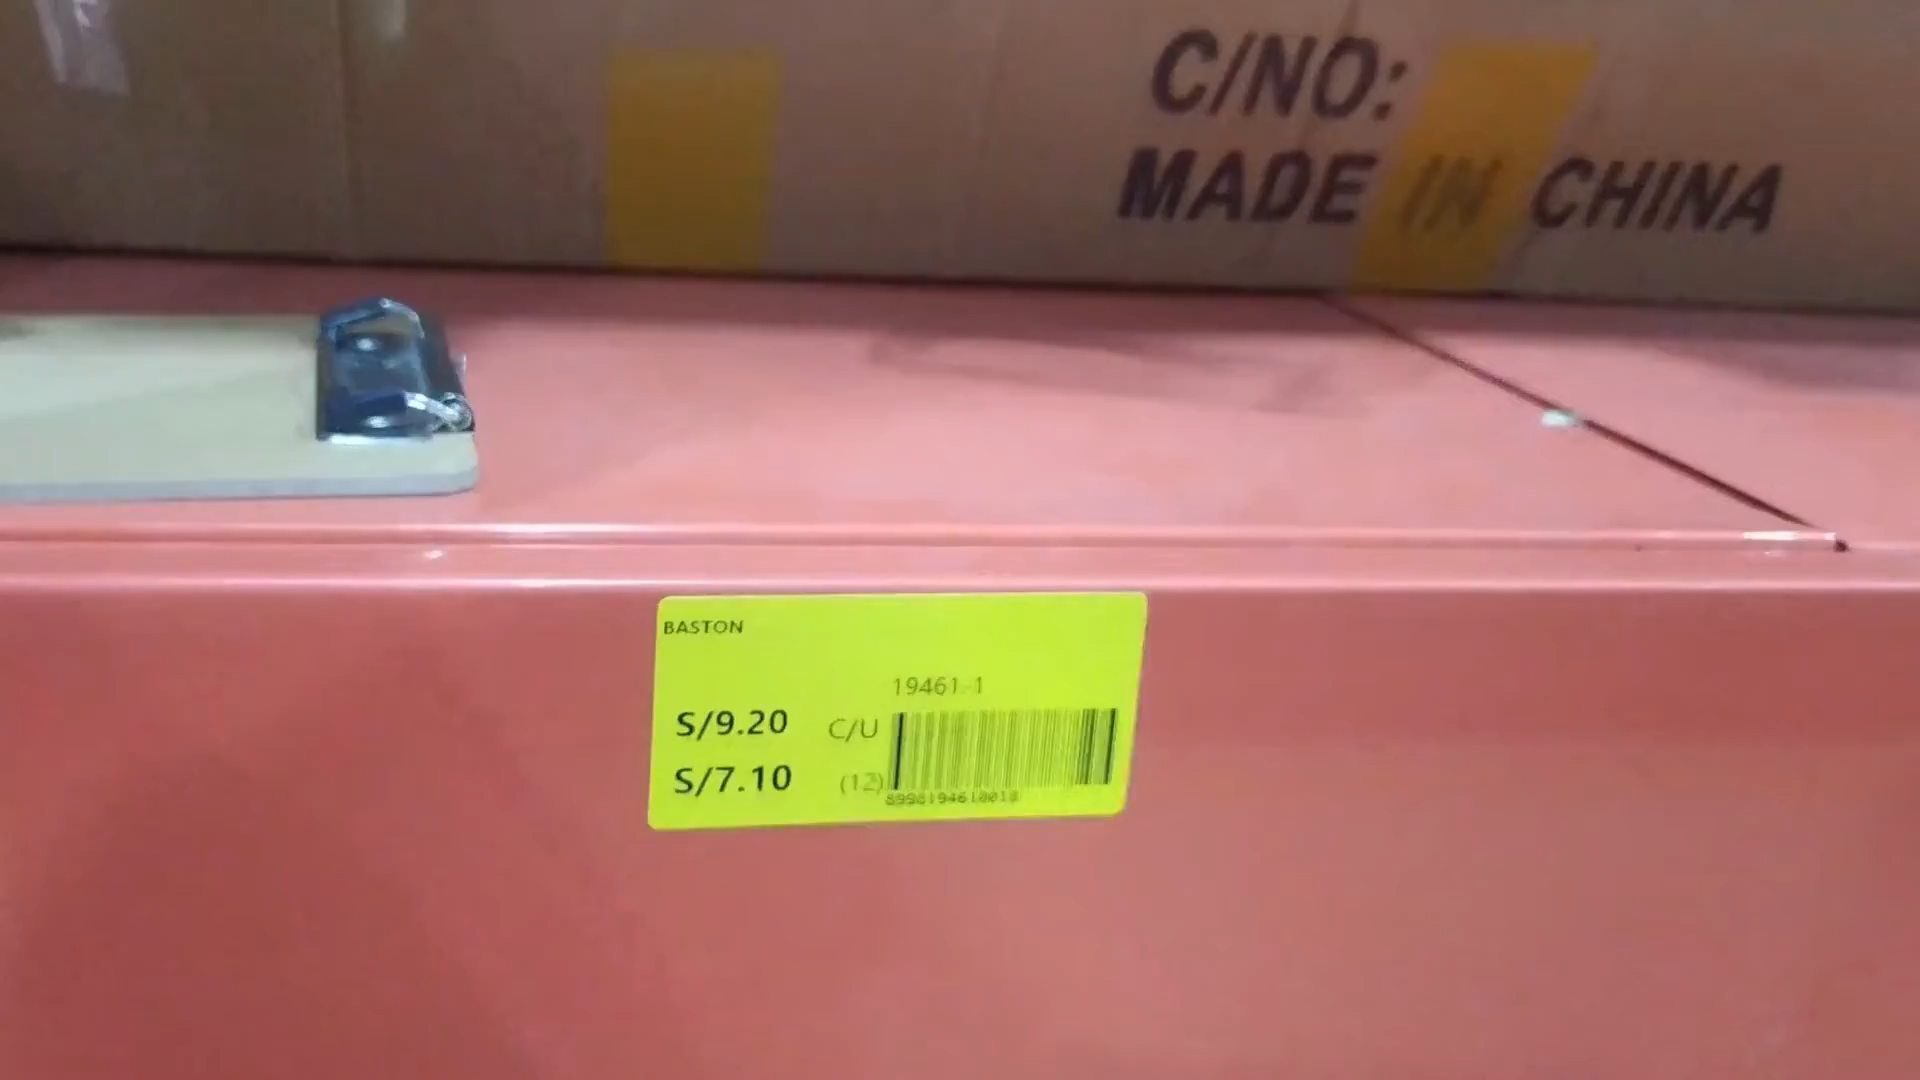 C/NO:
MADE IN CHINA
BASTON
19461-1
S/9.20 C/U
S/7.10 (12)